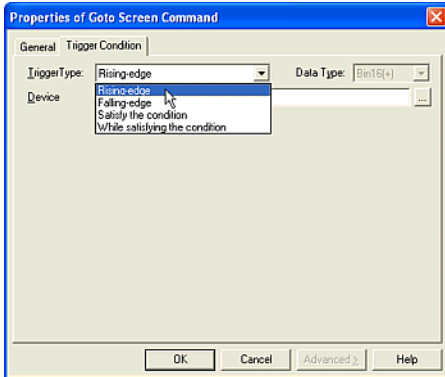 Properties of Goto Screen Command
General Trigger Condition
TriggerType: Rising-edge Data Type: Bin16(+)
Device Rising-edge ...
Falling-edge
Satisfy the condition
While satisfying the condition
OK Cancel Advanced > Help